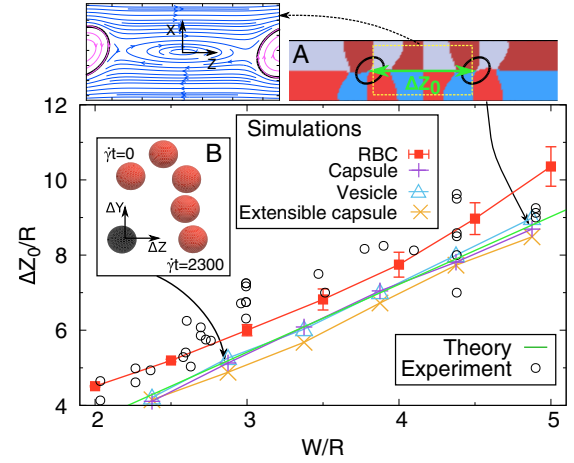 X
Z
A
ΔZ₀
12
10
8
6
4
ΔZ₀/R
B
γ̇t=0
ΔY
ΔZ
γ̇t=2300
Simulations
RBC
Capsule
Vesicle
Extensible capsule
Theory
Experiment
2
3
4
5
W/R